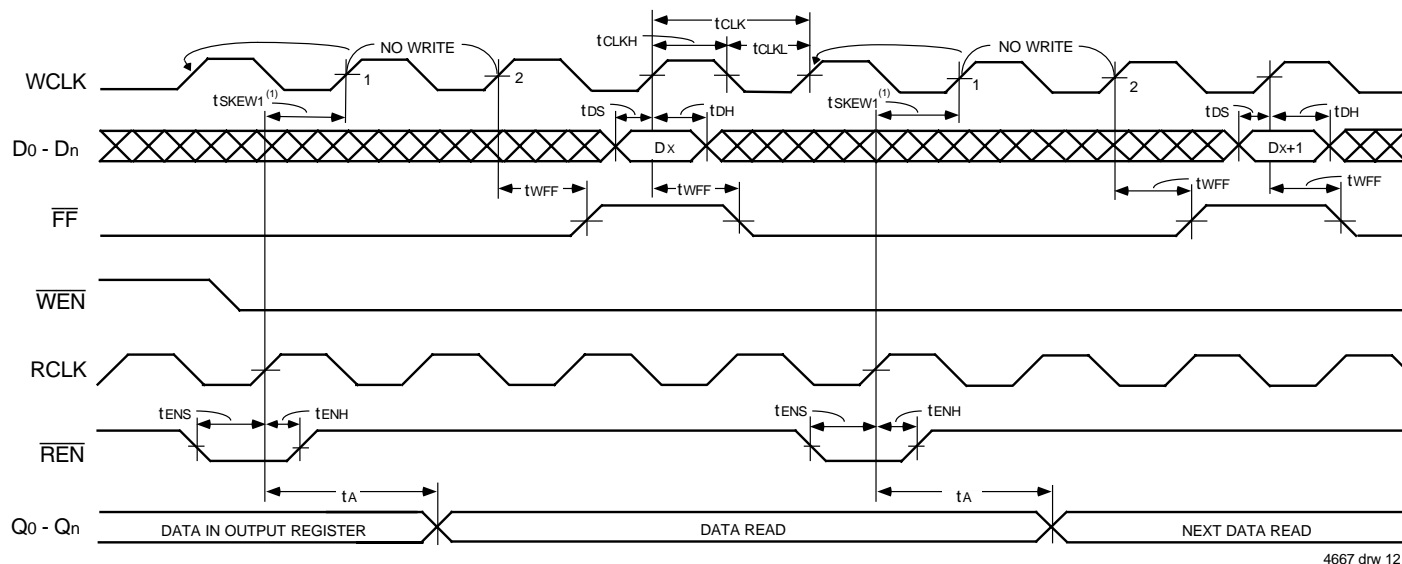 tCLK
tCLKH
tCLKL
NO WRITE
NO WRITE
WCLK
1
2
1
2
tSKEW1(1)
tDS
tDH
tSKEW1(1)
tDS
tDH
D0 - Dn
DX
DX+1
tWFF
tWFF
tWFF
tWFF
FF
WEN
RCLK
tENS
tENH
tENS
tENH
REN
tA
tA
Q0 - Qn
DATA IN OUTPUT REGISTER
DATA READ
NEXT DATA READ
4667 drw 12